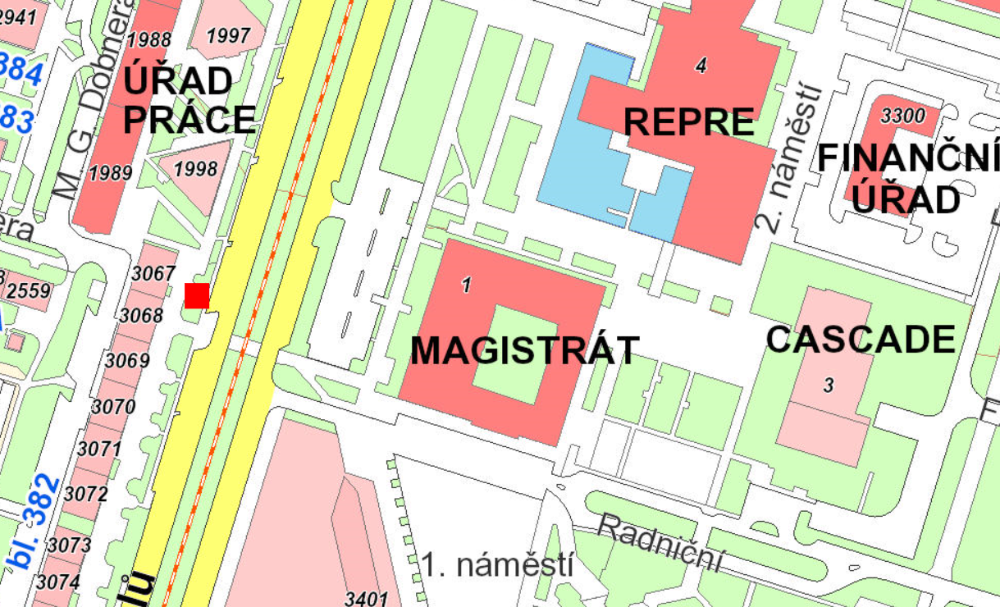 2941
1988
1997
384
ÚŘAD
PRÁCE
M. G. Dobnera
1989
1998
4
REPRE
3300
FINANČNÍ
ÚŘAD
2. náměstí
3067
2559
3068
1
MAGISTRÁT
CASCADE
3
3069
3070
3071
3072
bl. 382
3073
3074
Radniční
1. náměstí
3401